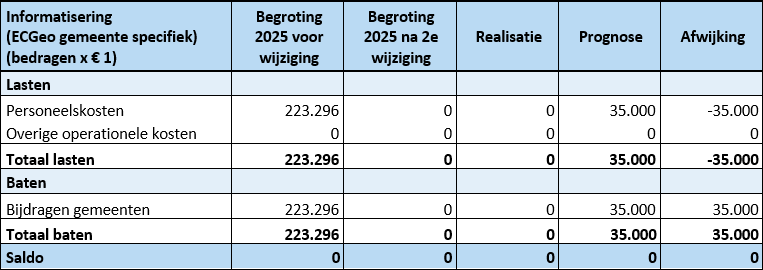 Informatisering (ECGeo gemeente specifiek) (bedragen x € 1) Begroting 2025 voor wijziging Begroting 2025 na 2e wijziging Realisatie Prognose Afwijking
Lasten
Personeelskosten 223.296 0 0 35.000 -35.000
Overige operationele kosten 0 0 0 0 0
Totaal lasten 223.296 0 0 35.000 -35.000
Baten
Bijdragen gemeenten 223.296 0 0 35.000 35.000
Totaal baten 223.296 0 0 35.000 35.000
Saldo 0 0 0 0 0